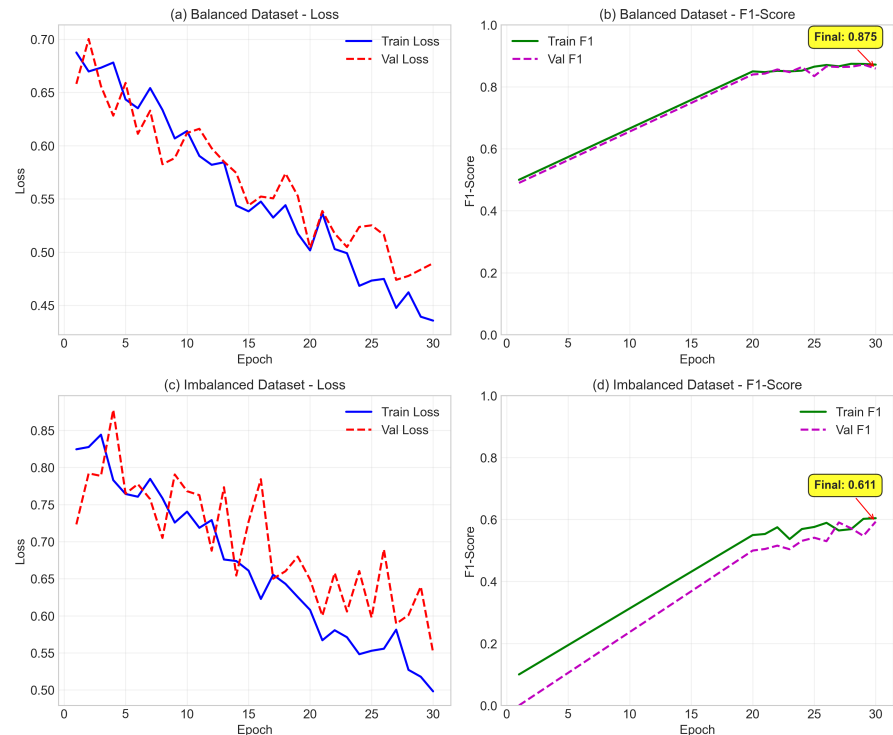 (a) Balanced Dataset - Loss
0.70
0.65
0.60
0.55
0.50
0.45
Loss
Train Loss
Val Loss
0 5 10 15 20 25 30
Epoch
(b) Balanced Dataset - F1-Score
1.0
0.8
0.6
0.4
0.2
0.0
F1-Score
Train F1
Val F1
Final: 0.875
0 5 10 15 20 25 30
Epoch
(c) Imbalanced Dataset - Loss
0.85
0.80
0.75
0.70
0.65
0.60
0.55
0.50
Loss
Train Loss
Val Loss
0 5 10 15 20 25 30
Epoch
(d) Imbalanced Dataset - F1-Score
1.0
0.8
0.6
0.4
0.2
0.0
F1-Score
Train F1
Val F1
Final: 0.611
0 5 10 15 20 25 30
Epoch